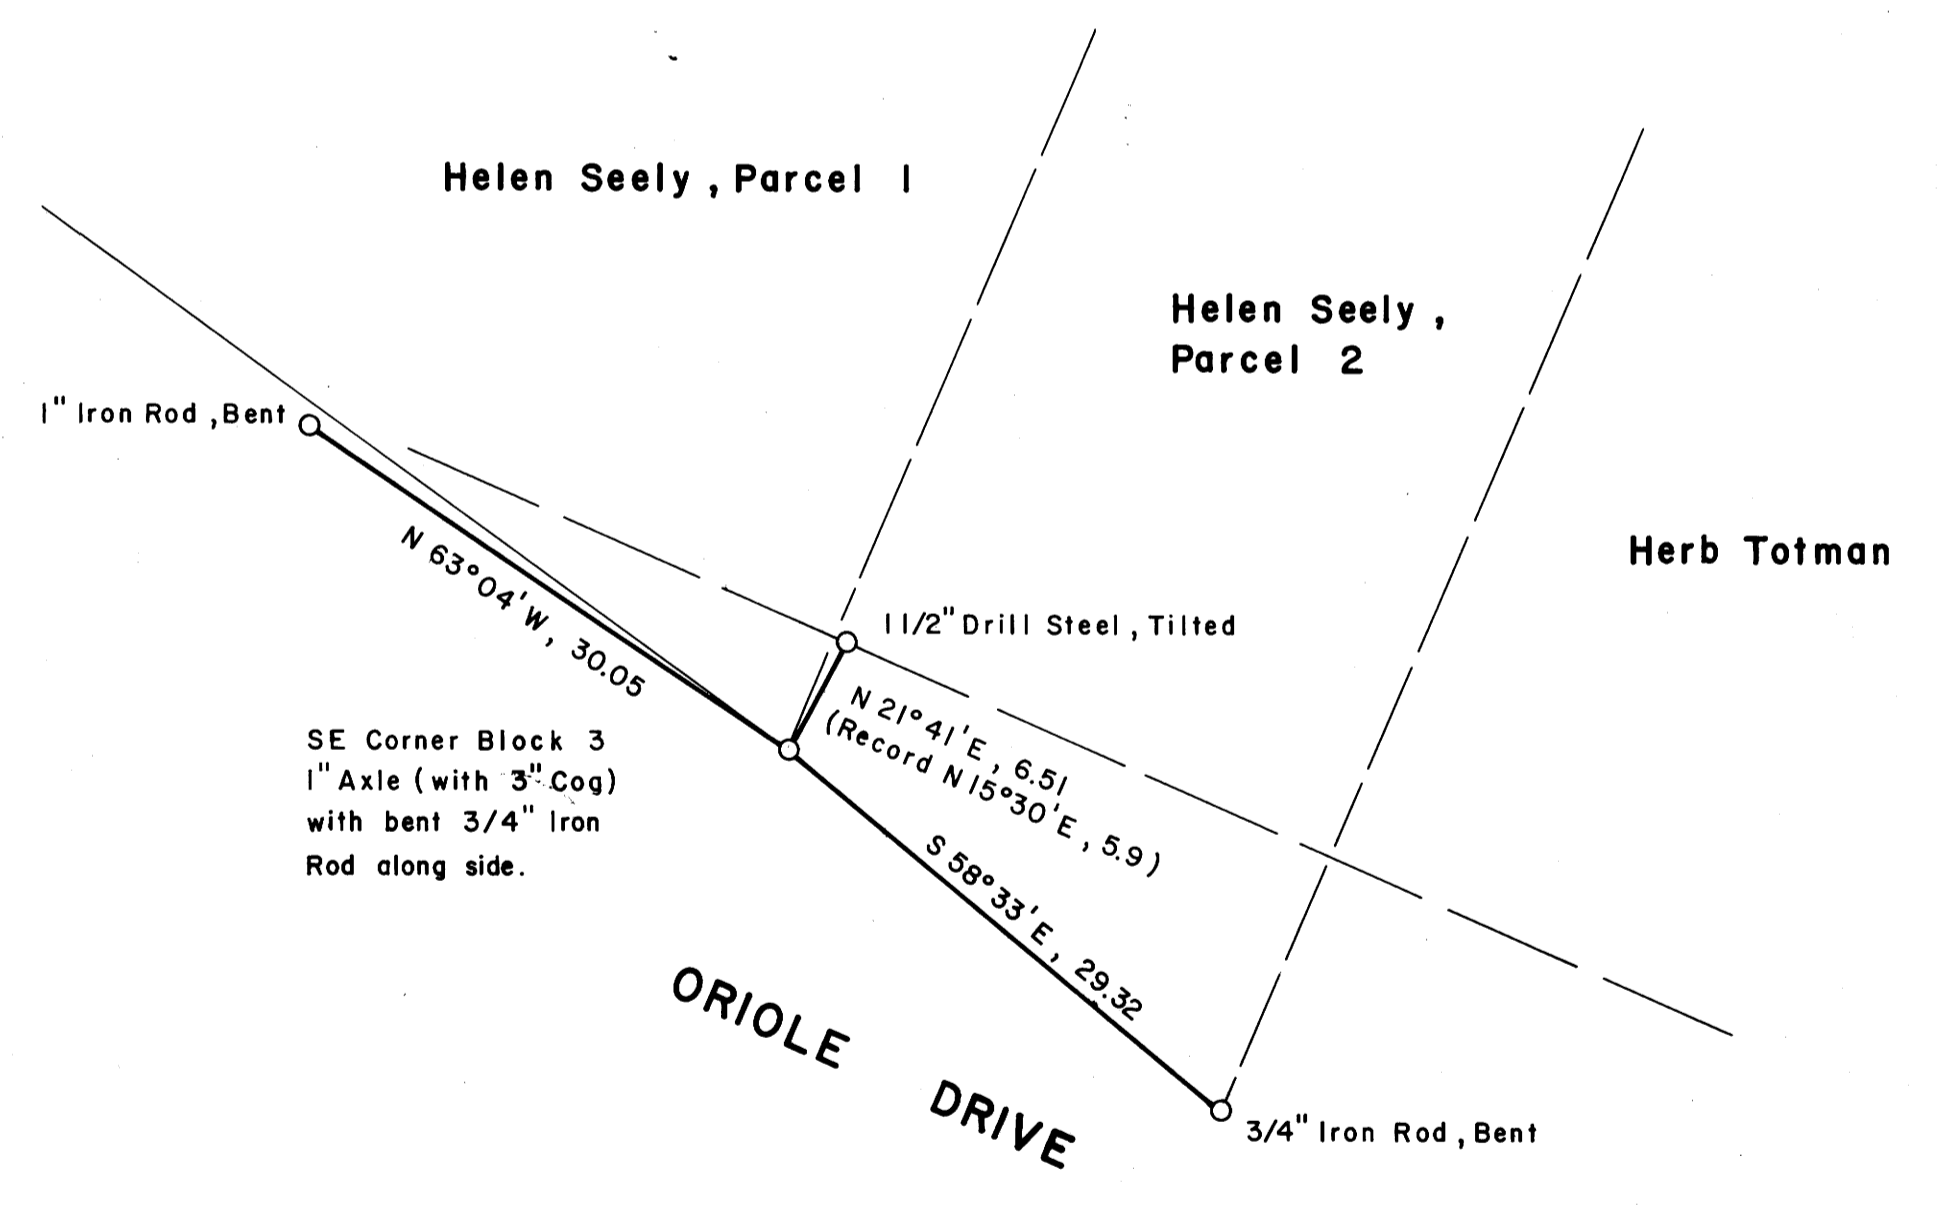 Helen Seely, Parcel 1
Helen Seely,
Parcel 2
Herb Totman
1" Iron Rod, Bent
N 63°04'W, 30.05
1 1/2" Drill Steel, Tilted
N 21°41'E, 6.51
(Record N 15°30'E, 5.9)
SE Corner Block 3
1" Axle (with 3" Cog)
with bent 3/4" Iron
Rod along side.
S 58°33'E, 29.32
ORIOLE DRIVE
3/4" Iron Rod, Bent